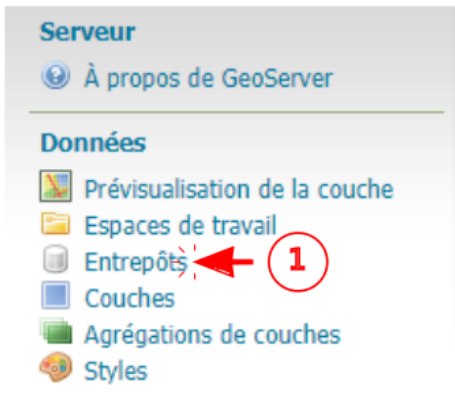 Serveur
À propos de GeoServer
Données
Prévisualisation de la couche
Espaces de travail
Entrepôts 1
Couches
Agrégations de couches
Styles